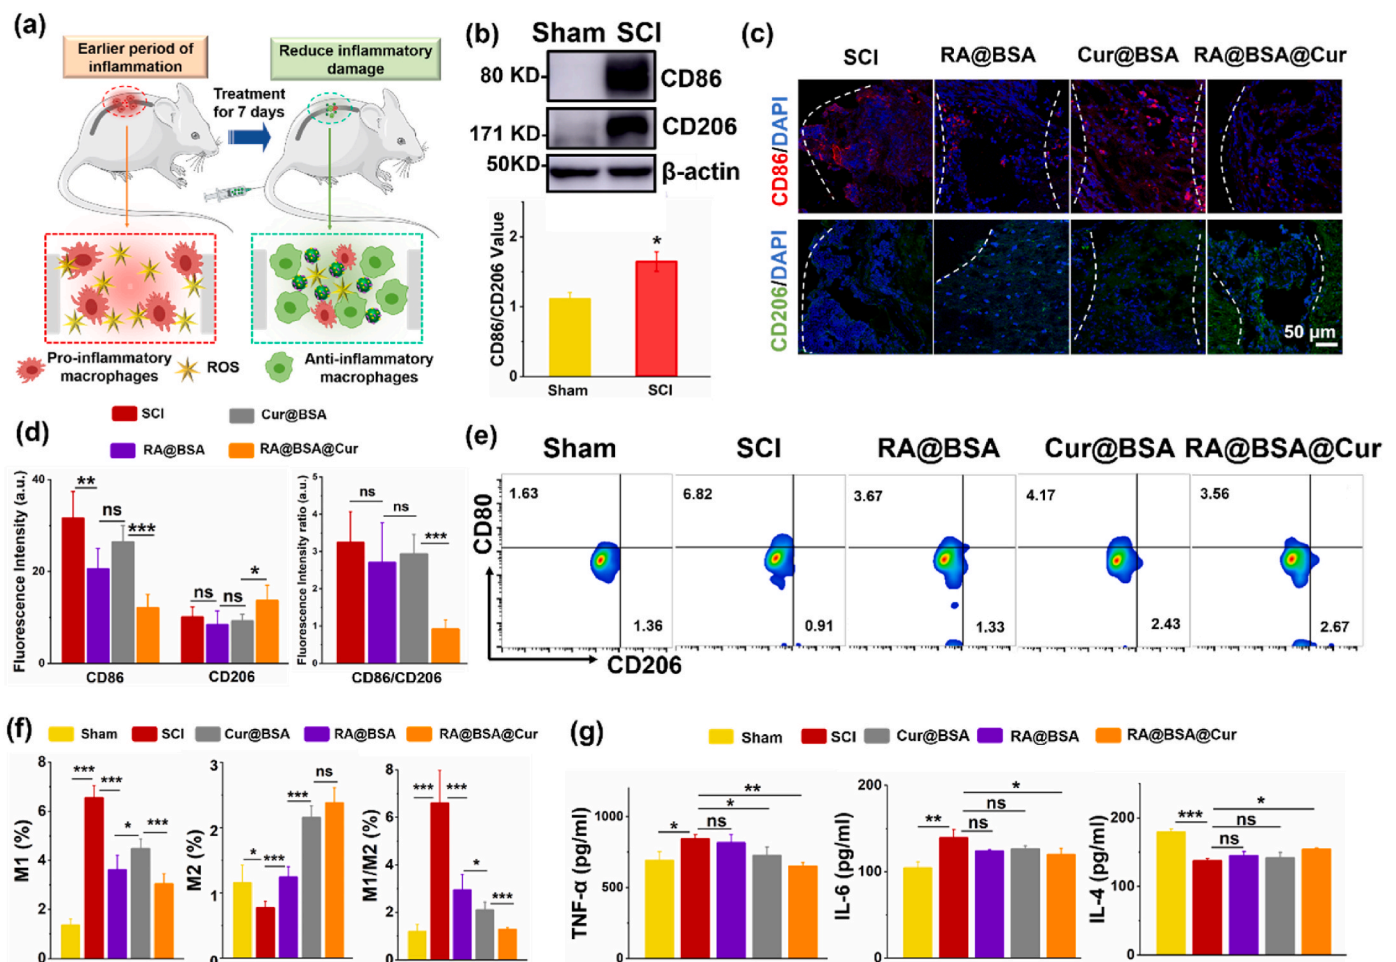 (a)
Earlier period of
inflammation
Reduce inflammatory
damage
Treatment
for 7 days
Pro-inflammatory
macrophages
ROS
Anti-inflammatory
macrophages
(b)
Sham SCI
80 KD
CD86
171 KD
CD206
50KD
β-actin
CD86/CD206 Value
2
1
0
*
Sham
SCI
(c)
SCI
RA@BSA
Cur@BSA
RA@BSA@Cur
CD86/DAPI
CD206/DAPI
50 μm
(d)
SCI
Cur@BSA
RA@BSA
RA@BSA@Cur
Fluorescence Intensity (a.u.)
40
20
0
**
ns
***
ns
ns
*
CD86
CD206
Fluorescence Intensity ratio (a.u.)
5
4
3
2
1
0
ns
ns
***
CD86/CD206
(e)
Sham
SCI
RA@BSA
Cur@BSA
RA@BSA@Cur
CD80
1.63
6.82
3.67
4.17
3.56
1.36
0.91
1.33
2.43
2.67
CD206
(f)
Sham
SCI
Cur@BSA
RA@BSA
RA@BSA@Cur
M1 (%)
8
6
4
2
0
***
***
*
***
M2 (%)
3
2
1
0
*
***
***
ns
M1/M2 (%)
8
6
4
2
0
***
***
*
***
(g)
Sham
SCI
Cur@BSA
RA@BSA
RA@BSA@Cur
TNF-α (pg/ml)
1000
500
0
*
ns
*
**
IL-6 (pg/ml)
200
100
0
**
ns
ns
*
IL-4 (pg/ml)
200
100
0
***
ns
ns
*